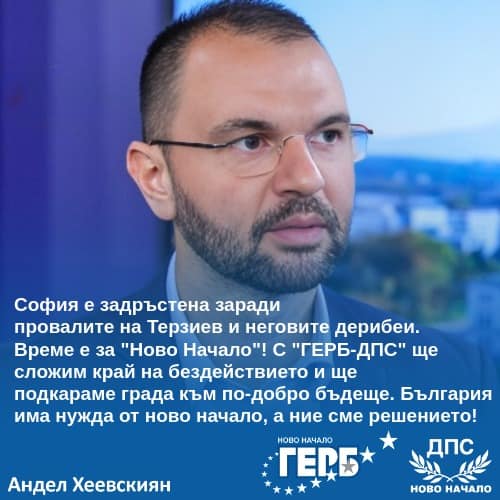 София е задръстена заради
провалите на Терзиев и неговите дерибеи.
Време е за "Ново Начало"! С "ГЕРБ-ДПС" ще
сложим край на бездействието и ще
подкараме града към по-добро бъдеще. България
има нужда от ново начало, а ние сме решението!
НОВО НАЧАЛО
ГЕРБ
ДПС
НОВО НАЧАЛО
Андел Хеевскиян